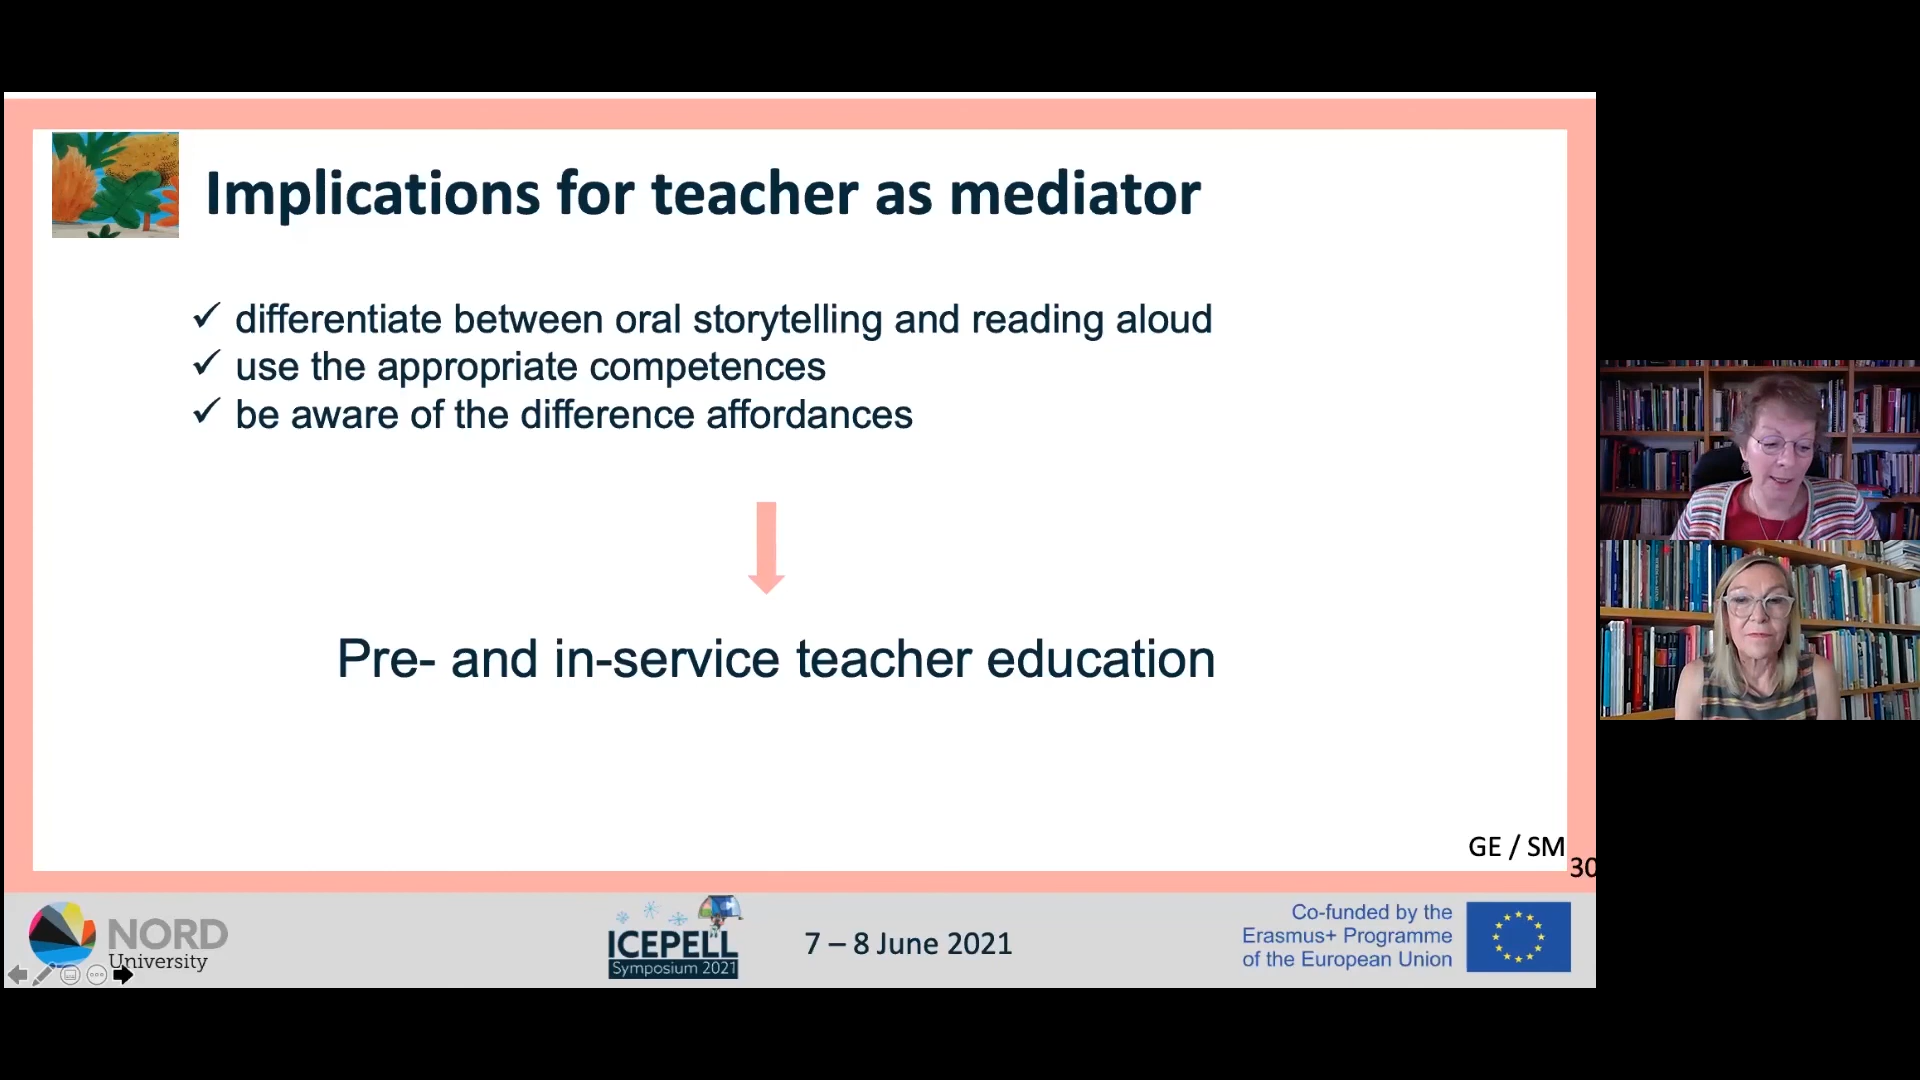 Implications for teacher as mediator
✓ differentiate between oral storytelling and reading aloud
✓ use the appropriate competences
✓ be aware of the difference affordances
Pre- and in-service teacher education
GE / SM
30
NORD
University
ICEPELL
Symposium 2021
7 – 8 June 2021
Co-funded by the
Erasmus+ Programme
of the European Union